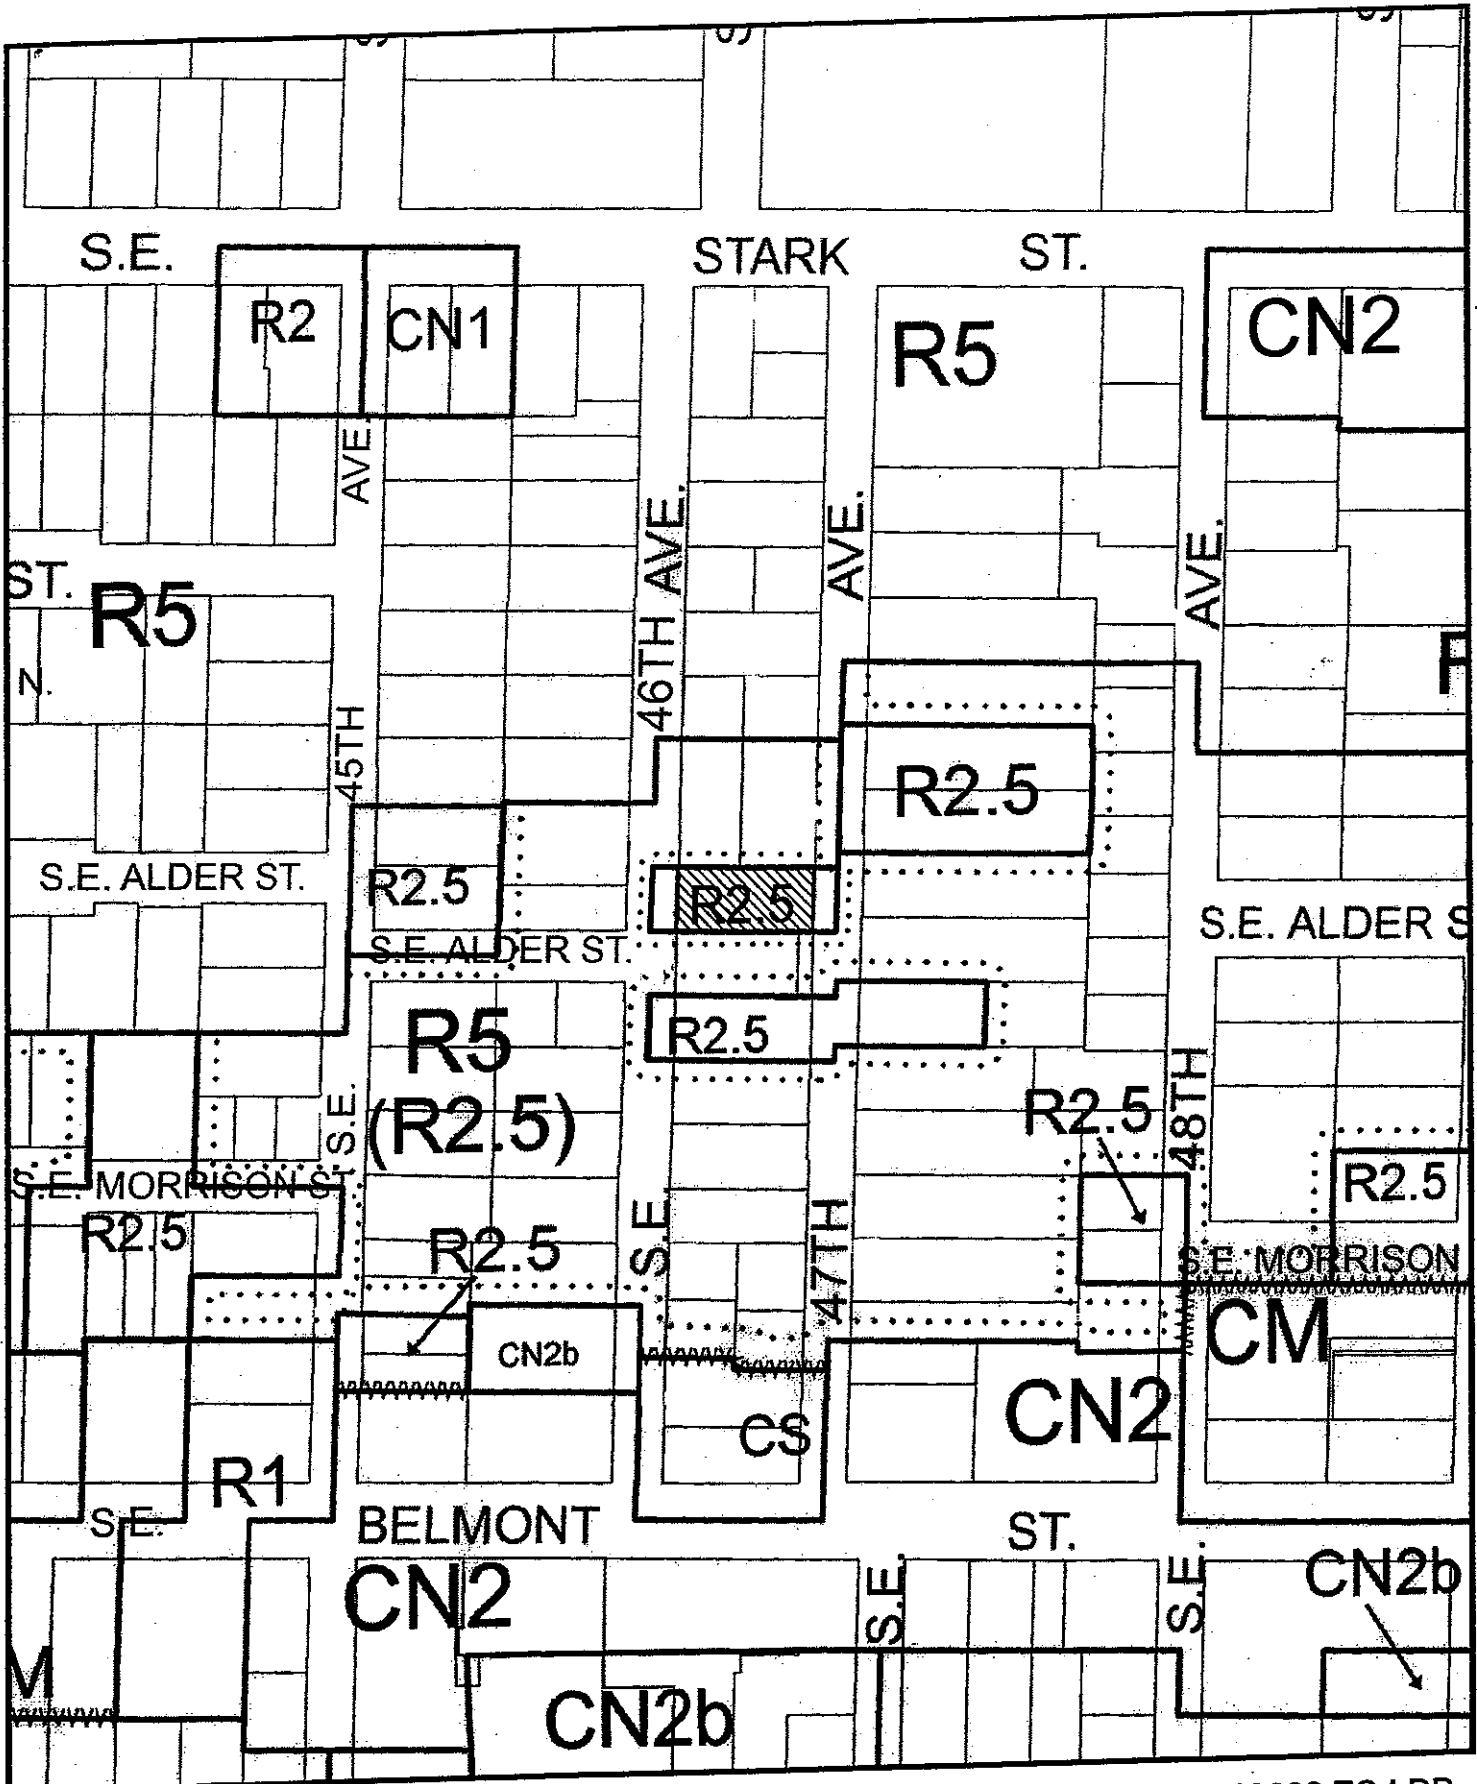 S.E. STARK ST.
R2
CN1
R5
CN2
AVE.
AVE.
AVE.
AVE.
ST.
R5
N.
46TH
45TH
R2.5
S.E. ALDER ST.
R2.5
R2.5
S.E. ALDER S
S.E. ALDER ST.
R5
(R2.5)
R2.5
S.E.
R2.5
48TH
S.E. MORRISON ST
R2.5
R2.5
R2.5
S.E.
47TH
S.E. MORRISON
CM
CN2b
CS
CN2
R1
S.E. BELMONT ST.
CN2
S.E.
S.E.
CN2b
M
CN2b